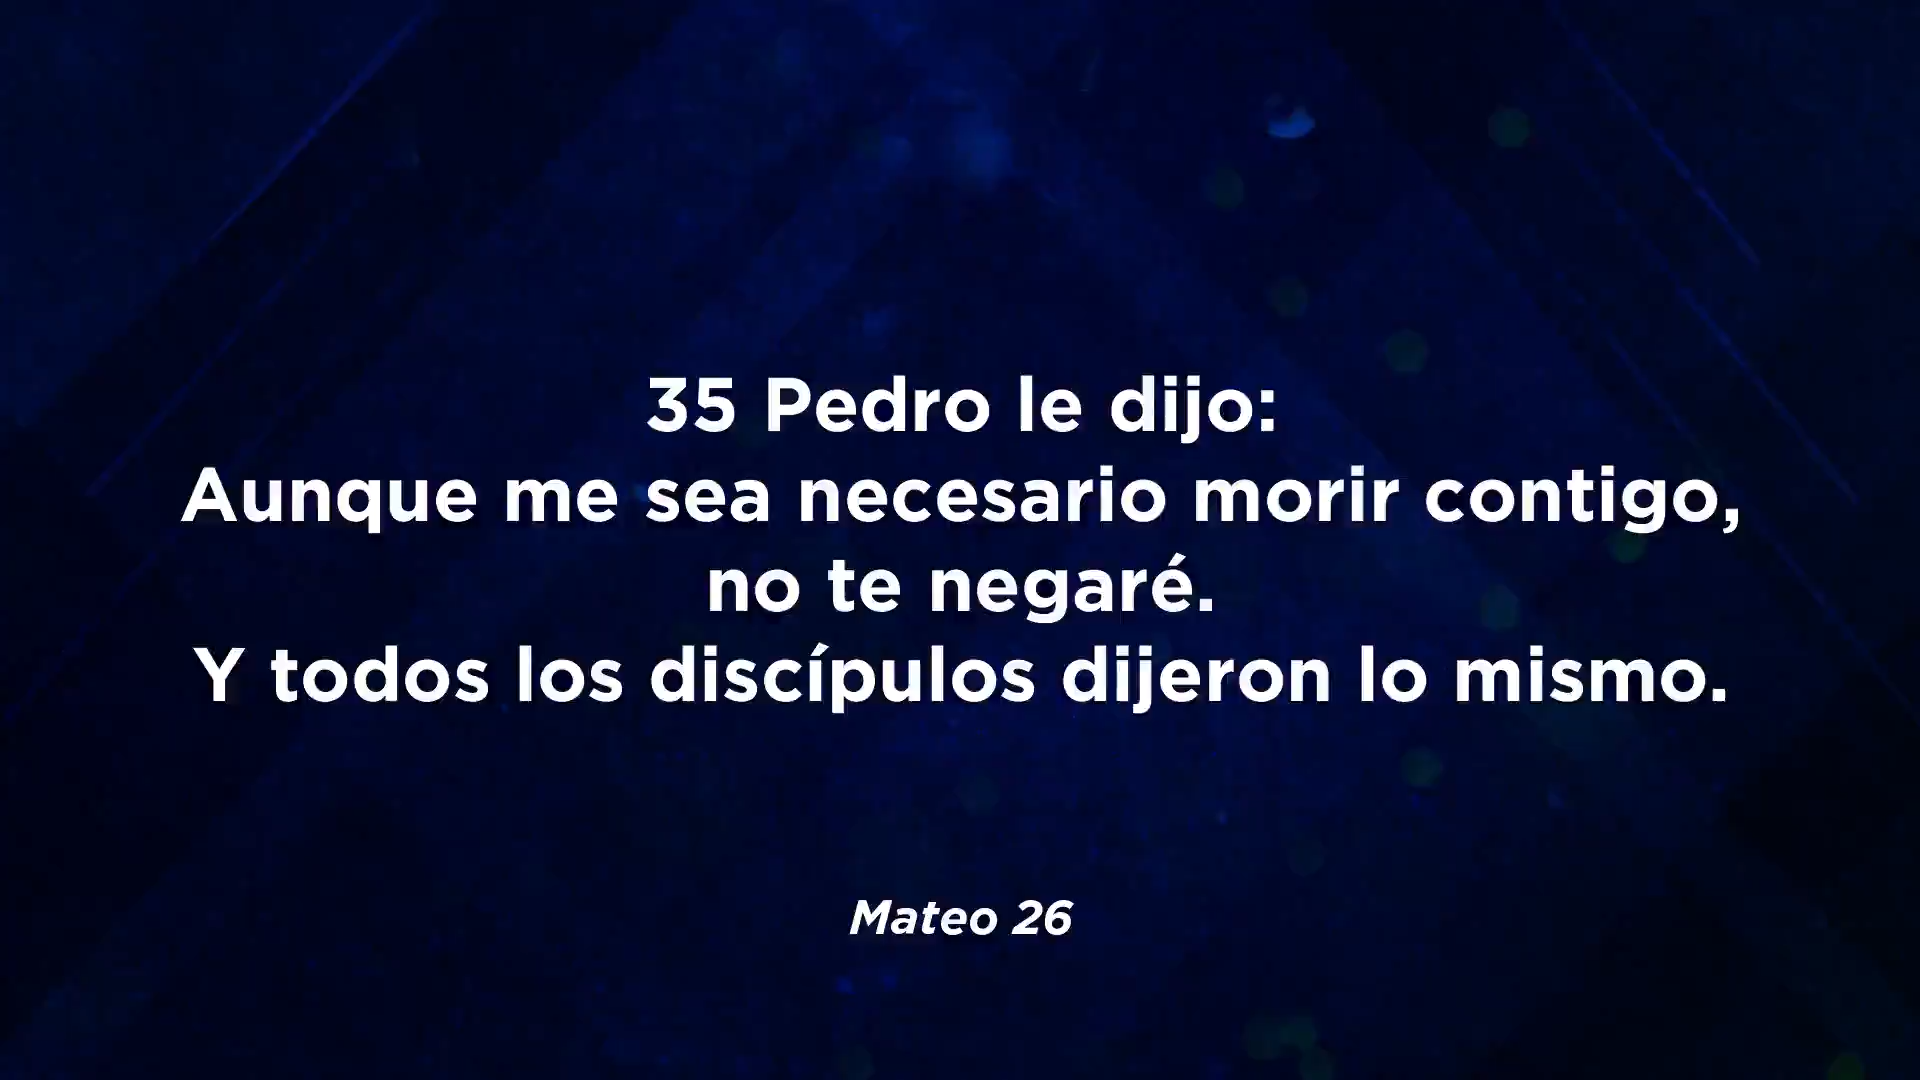 35 Pedro le dijo:
Aunque me sea necesario morir contigo,
no te negaré.
Y todos los discípulos dijeron lo mismo.
Mateo 26